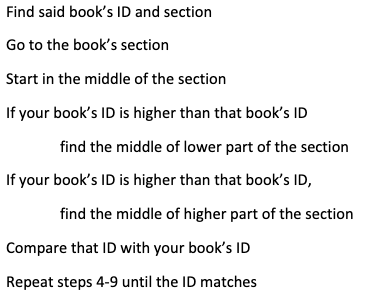 Find said book's ID and section
Go to the book's section
Start in the middle of the section
If your book's ID is higher than that book's ID
find the middle of lower part of the section
If your book's ID is higher than that book's ID,
find the middle of higher part of the section
Compare that ID with your book's ID
Repeat steps 4-9 until the ID matches